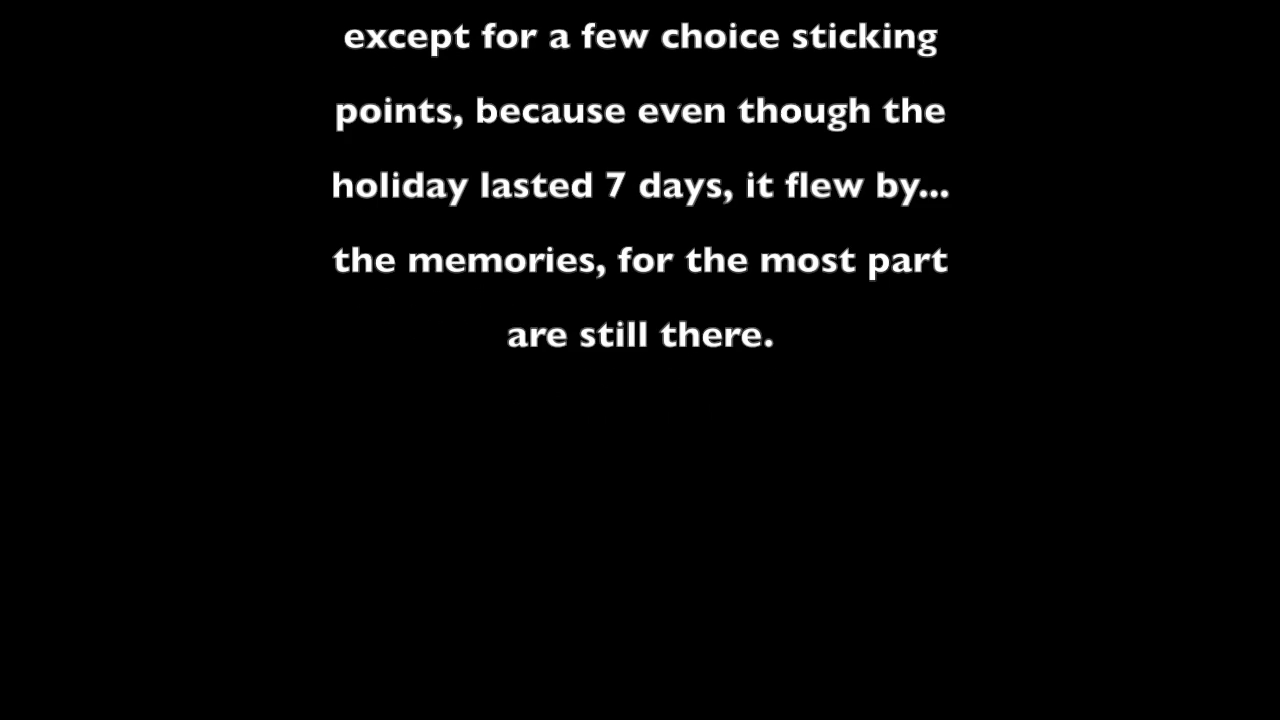 except for a few choice sticking
points, because even though the
holiday lasted 7 days, it flew by...
the memories, for the most part
are still there.